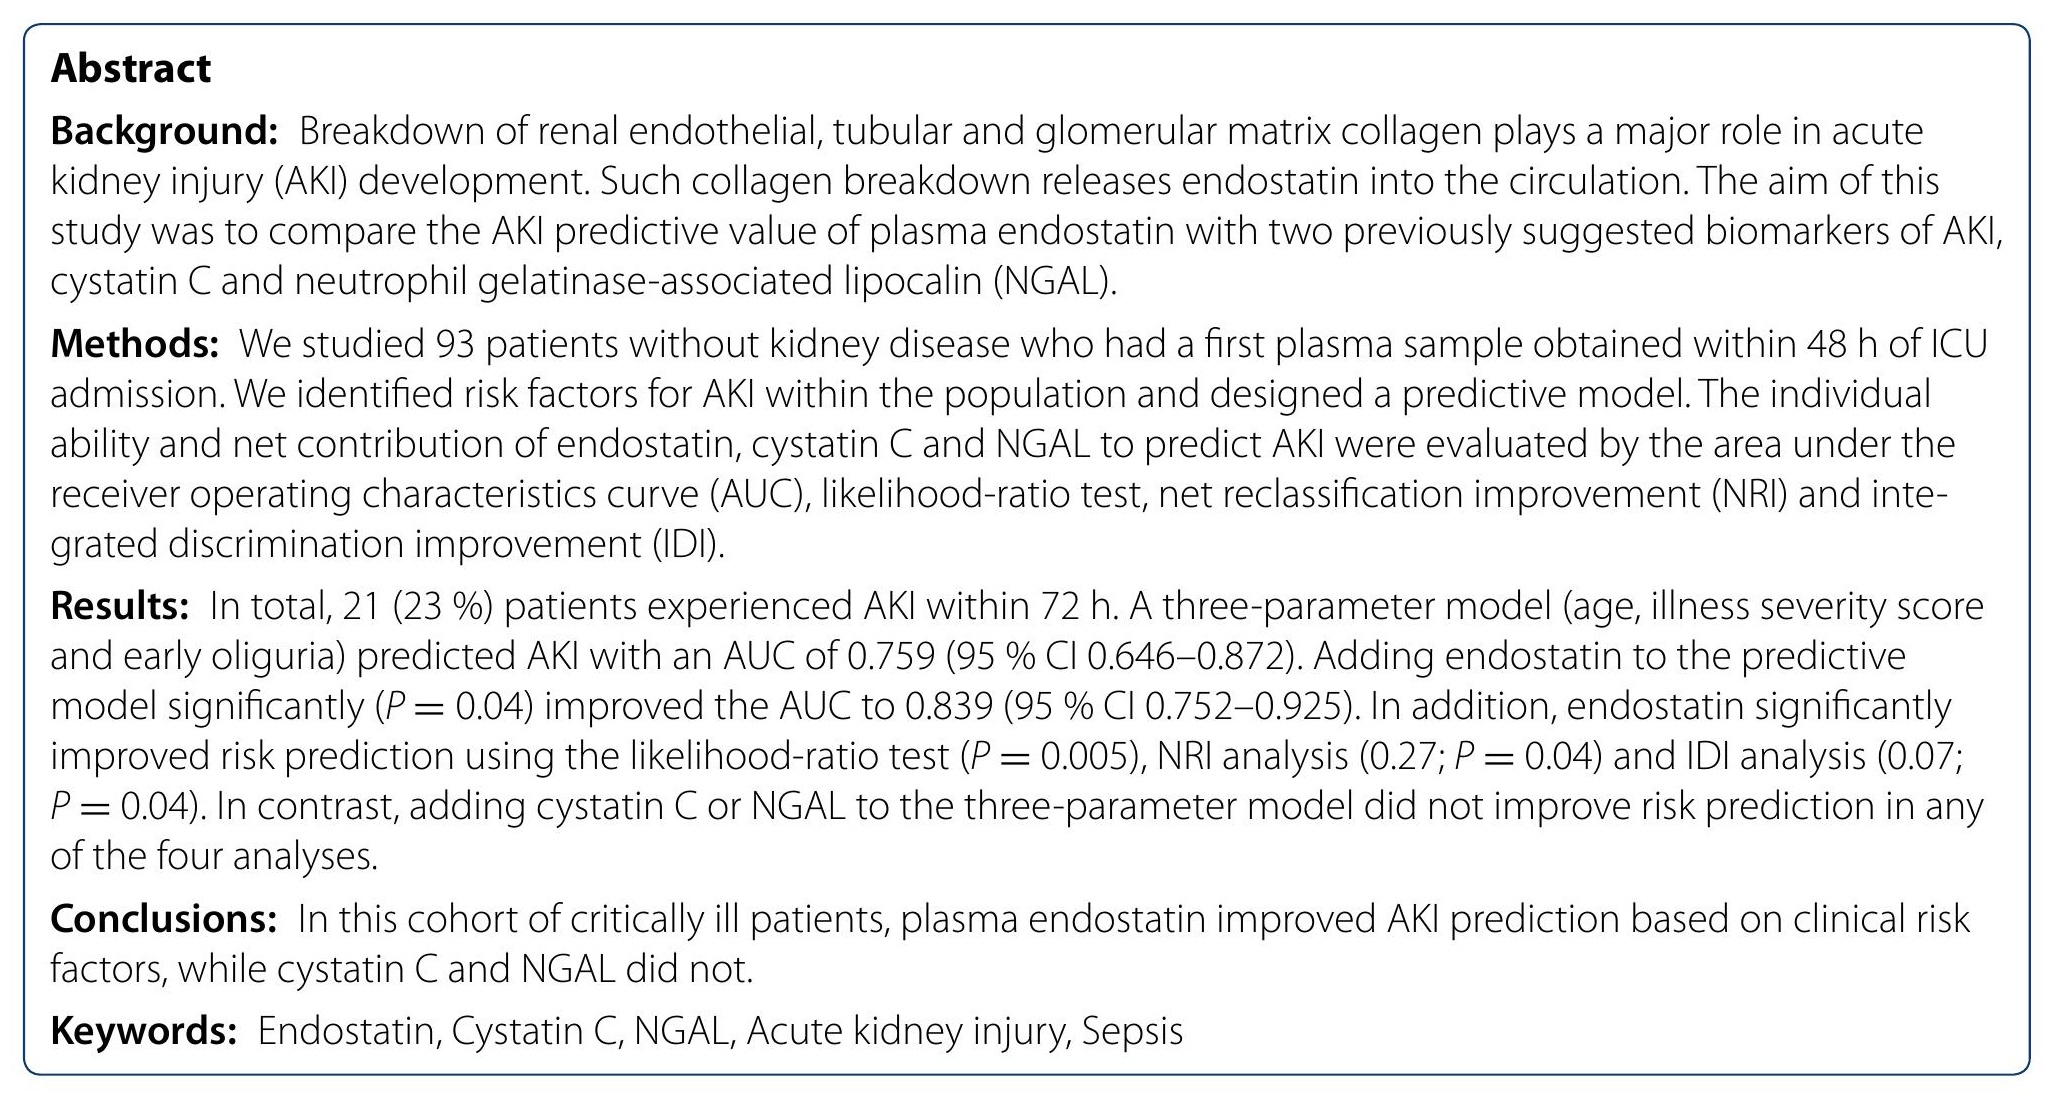 Abstract
Background: Breakdown of renal endothelial, tubular and glomerular matrix collagen plays a major role in acute
kidney injury (AKI) development. Such collagen breakdown releases endostatin into the circulation. The aim of this
study was to compare the AKI predictive value of plasma endostatin with two previously suggested biomarkers of AKI,
cystatin C and neutrophil gelatinase-associated lipocalin (NGAL).
Methods: We studied 93 patients without kidney disease who had a first plasma sample obtained within 48 h of ICU
admission. We identified risk factors for AKI within the population and designed a predictive model. The individual
ability and net contribution of endostatin, cystatin C and NGAL to predict AKI were evaluated by the area under the
receiver operating characteristics curve (AUC), likelihood-ratio test, net reclassification improvement (NRI) and inte-
grated discrimination improvement (IDI).
Results: In total, 21 (23 %) patients experienced AKI within 72 h. A three-parameter model (age, illness severity score
and early oliguria) predicted AKI with an AUC of 0.759 (95 % CI 0.646–0.872). Adding endostatin to the predictive
model significantly (P = 0.04) improved the AUC to 0.839 (95 % CI 0.752–0.925). In addition, endostatin significantly
improved risk prediction using the likelihood-ratio test (P = 0.005), NRI analysis (0.27; P = 0.04) and IDI analysis (0.07;
P = 0.04). In contrast, adding cystatin C or NGAL to the three-parameter model did not improve risk prediction in any
of the four analyses.
Conclusions: In this cohort of critically ill patients, plasma endostatin improved AKI prediction based on clinical risk
factors, while cystatin C and NGAL did not.
Keywords: Endostatin, Cystatin C, NGAL, Acute kidney injury, Sepsis